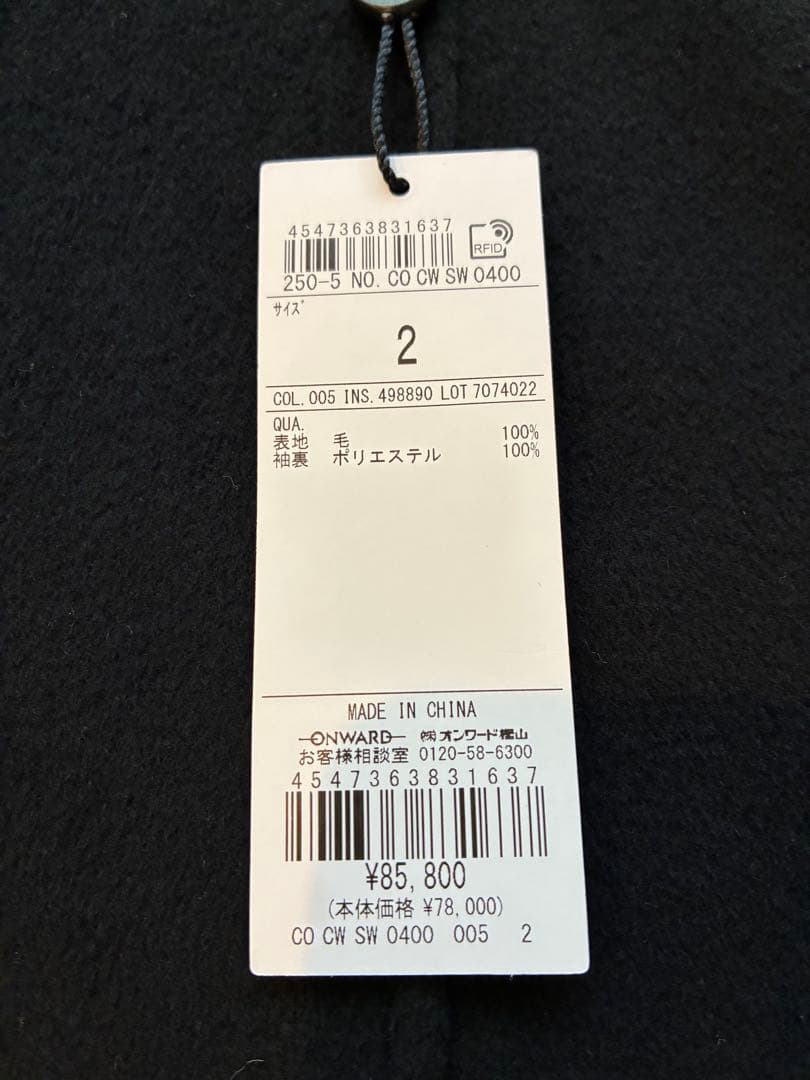 4547363831637
RFID
250-5 NO. CO CW SW 0400
サイズ
2
COL. 005 INS. 498890 LOT 7074022
QUA.
表地 毛 100%
袖裏 ポリエステル 100%
MADE IN CHINA
ONWARD ㈱オンワード樫山
お客様相談室 0120-58-6300
4547363831637
¥85,800
(本体価格 ¥78,000)
CO CW SW 0400 005 2